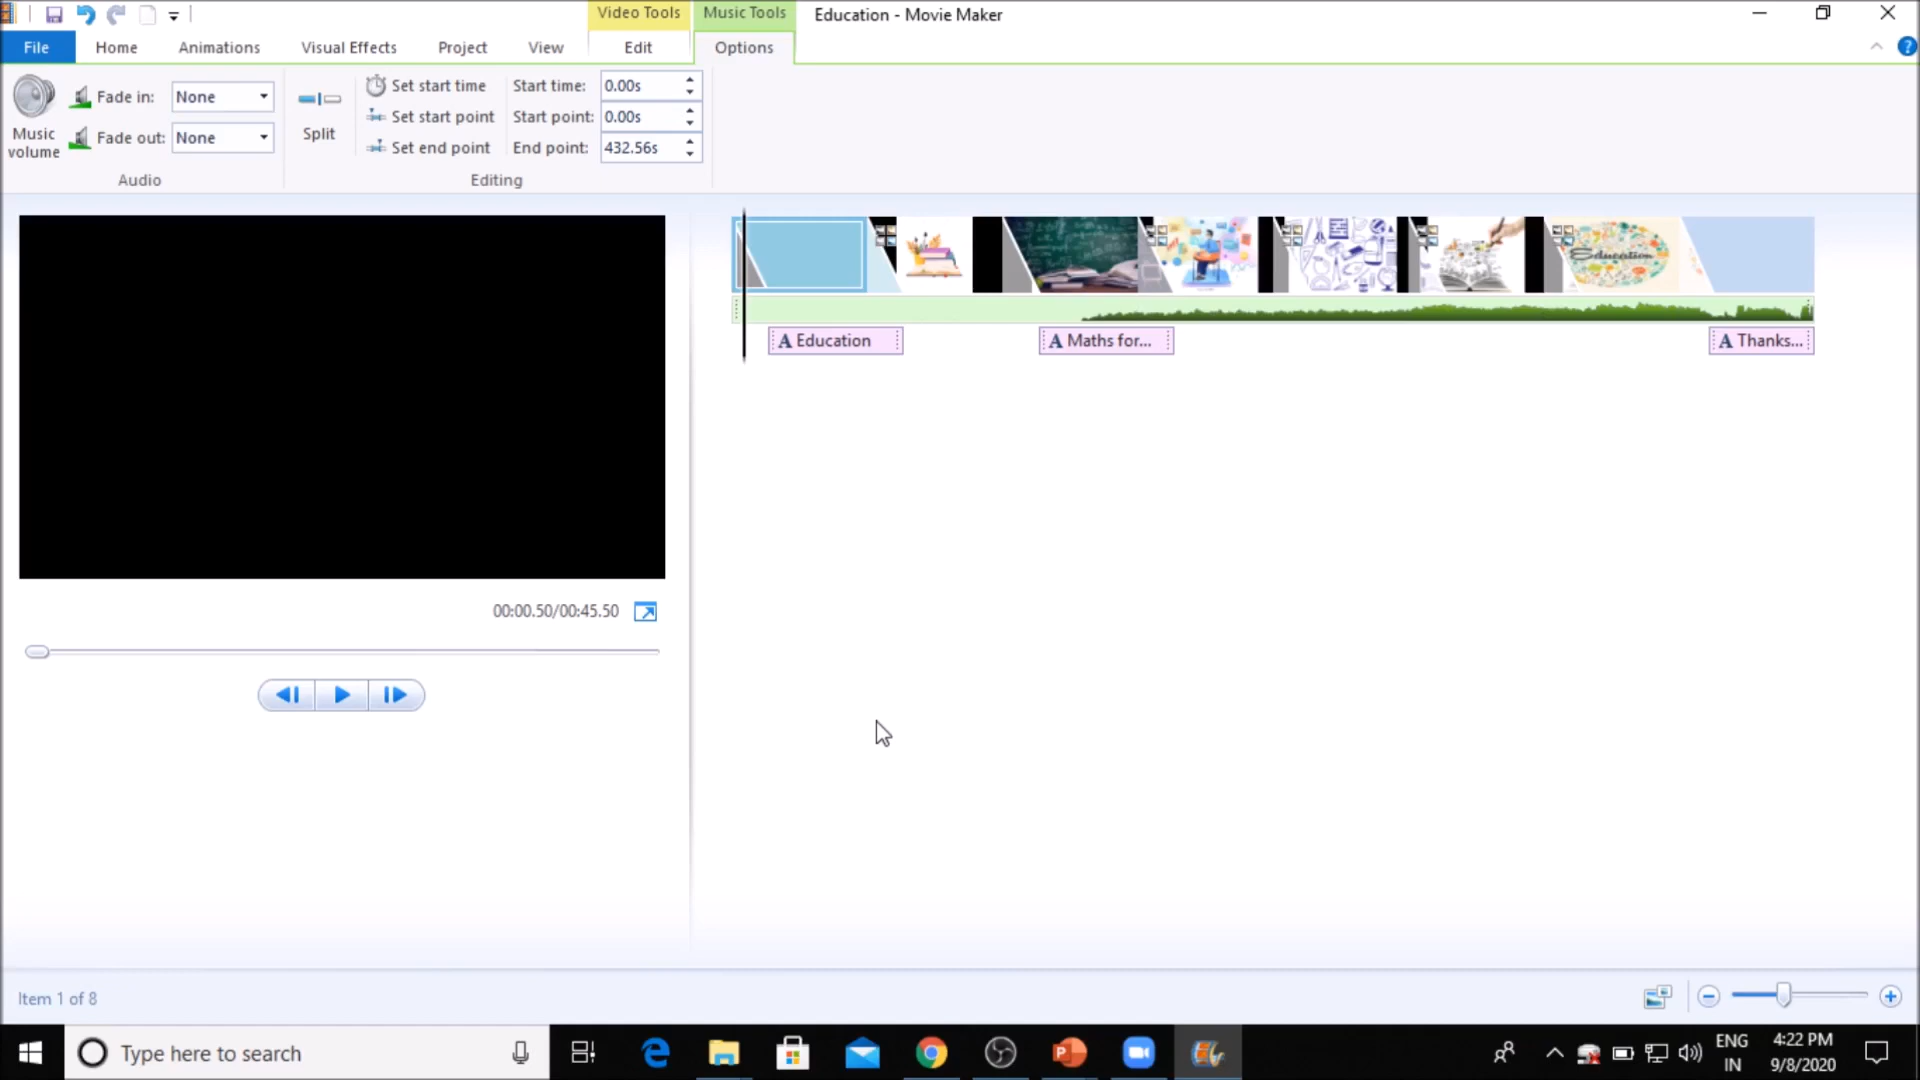 Video Tools
Music Tools
Education - Movie Maker
File
Home
Animations
Visual Effects
Project
View
Edit
Options
Music
volume
Fade in:
None
Fade out:
None
Split
Set start time
Set start point
Set end point
Start time:
0.00s
Start point:
0.00s
End point:
432.56s
Audio
Editing
Education
A Education
A Maths for...
A Thanks...
00:00.50/00:45.50
Item 1 of 8
Type here to search
ENG
IN
4:22 PM
9/8/2020